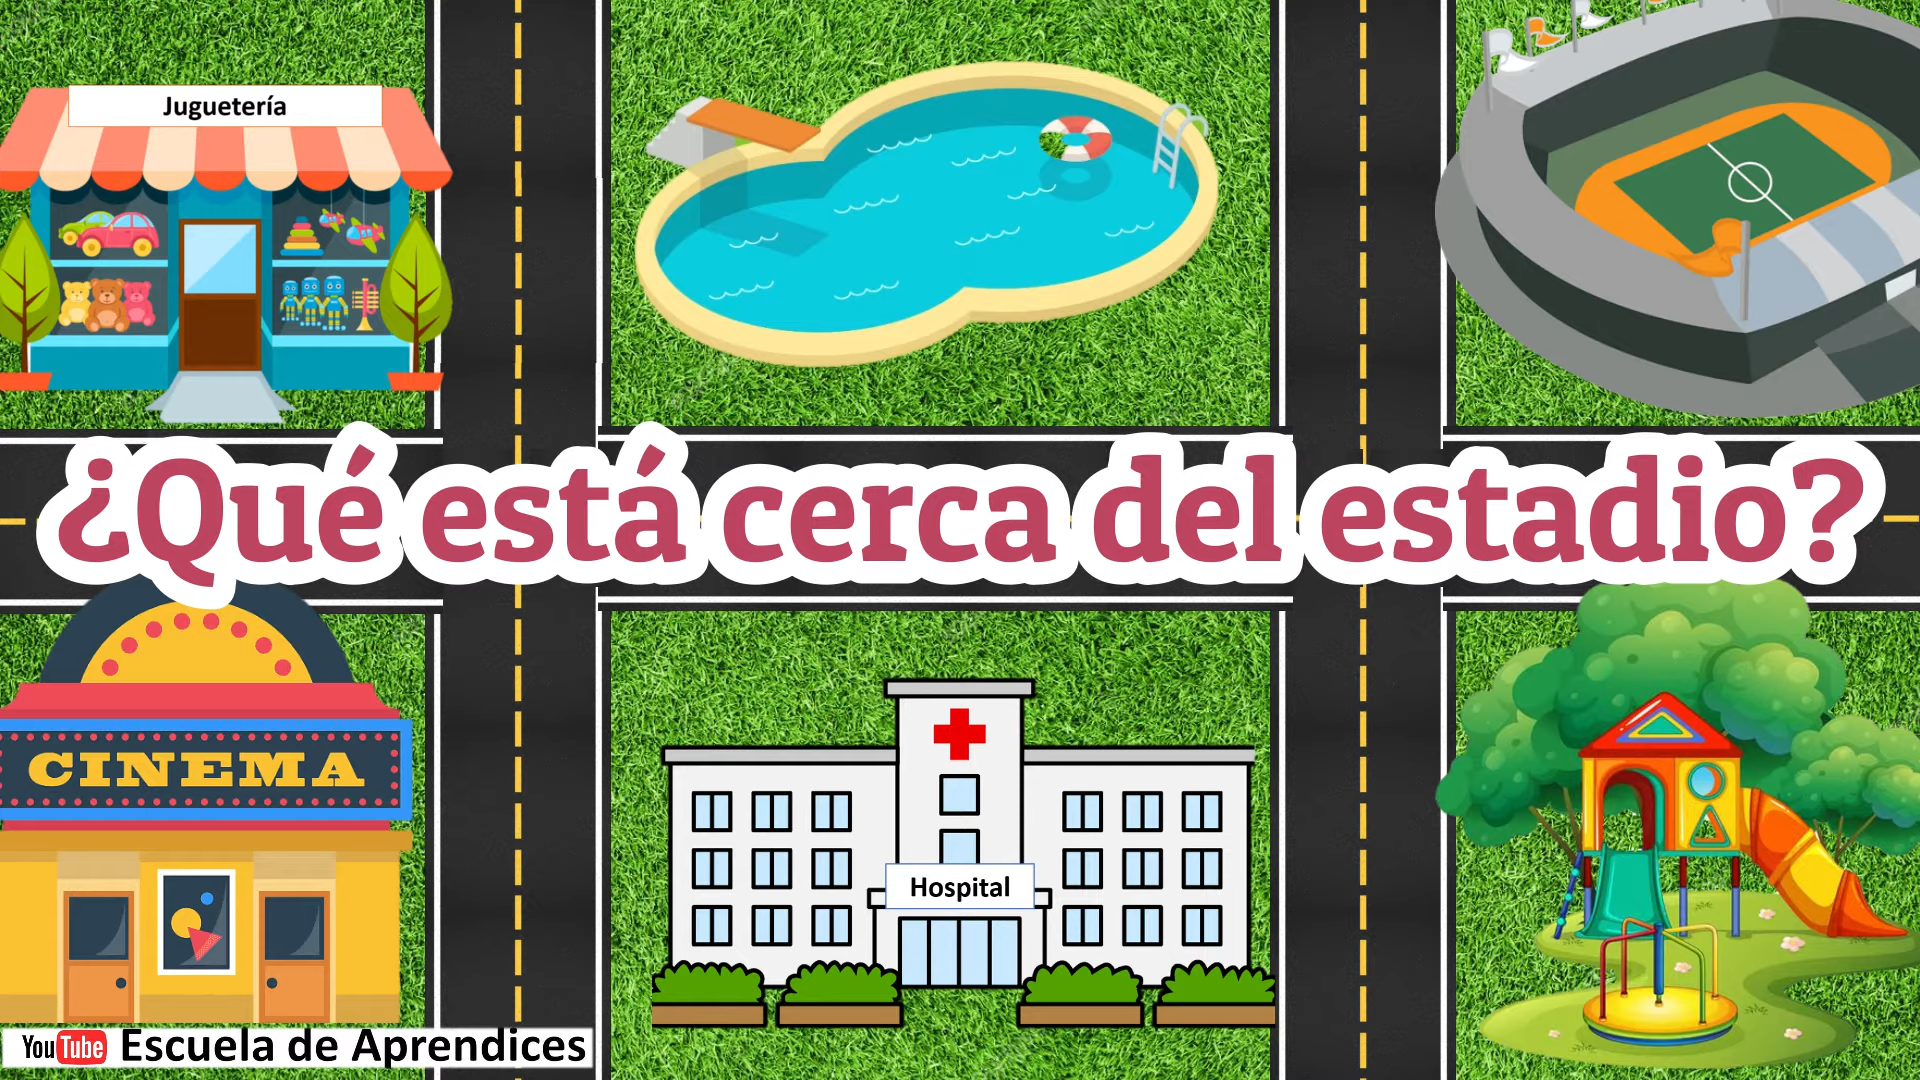 Juguetería
¿Qué está cerca del estadio?
CINEMA
Hospital
YouTube Escuela de Aprendices